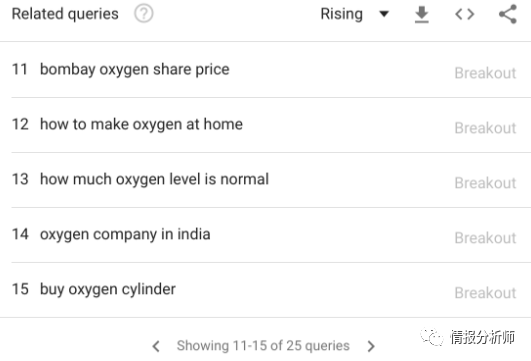 Related queries ? Rising
11 bombay oxygen share price Breakout
12 how to make oxygen at home Breakout
13 how much oxygen level is normal Breakout
14 oxygen company in india Breakout
15 buy oxygen cylinder Breakout
Showing 11-15 of 25 queries
情报分析师